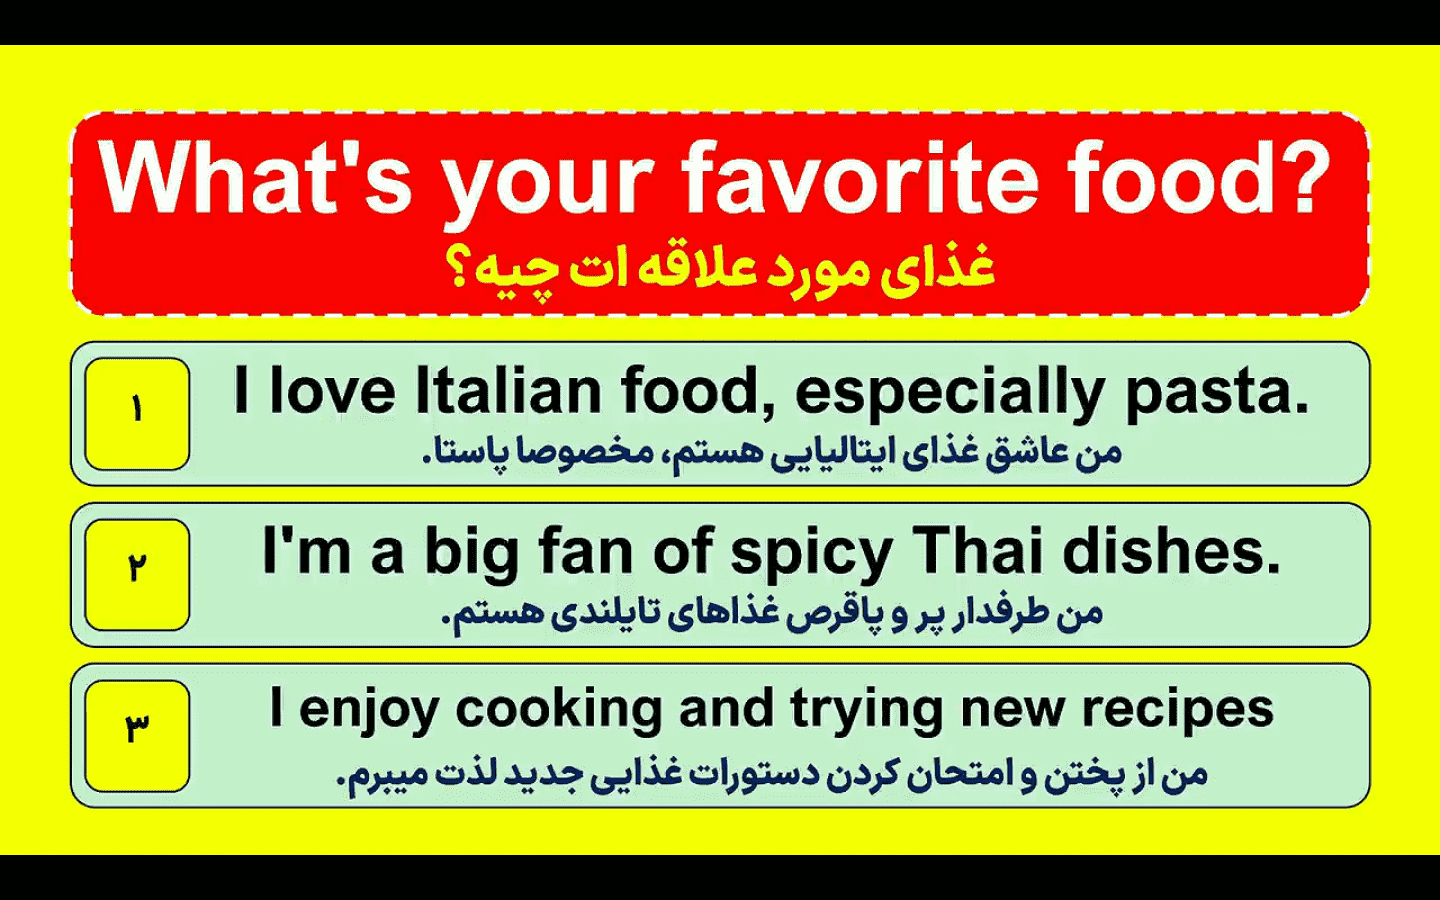 What's your favorite food?
غذای مورد علاقه ات چیه؟
۱
I love Italian food, especially pasta.
من عاشق غذای ایتالیایی هستم، مخصوصا پاستا.
۲
I'm a big fan of spicy Thai dishes.
من طرفدار پر و پاقرص غذاهای تایلندی هستم.
۳
I enjoy cooking and trying new recipes
من از پختن و امتحان کردن دستورات غذایی جدید لذت میبرم.